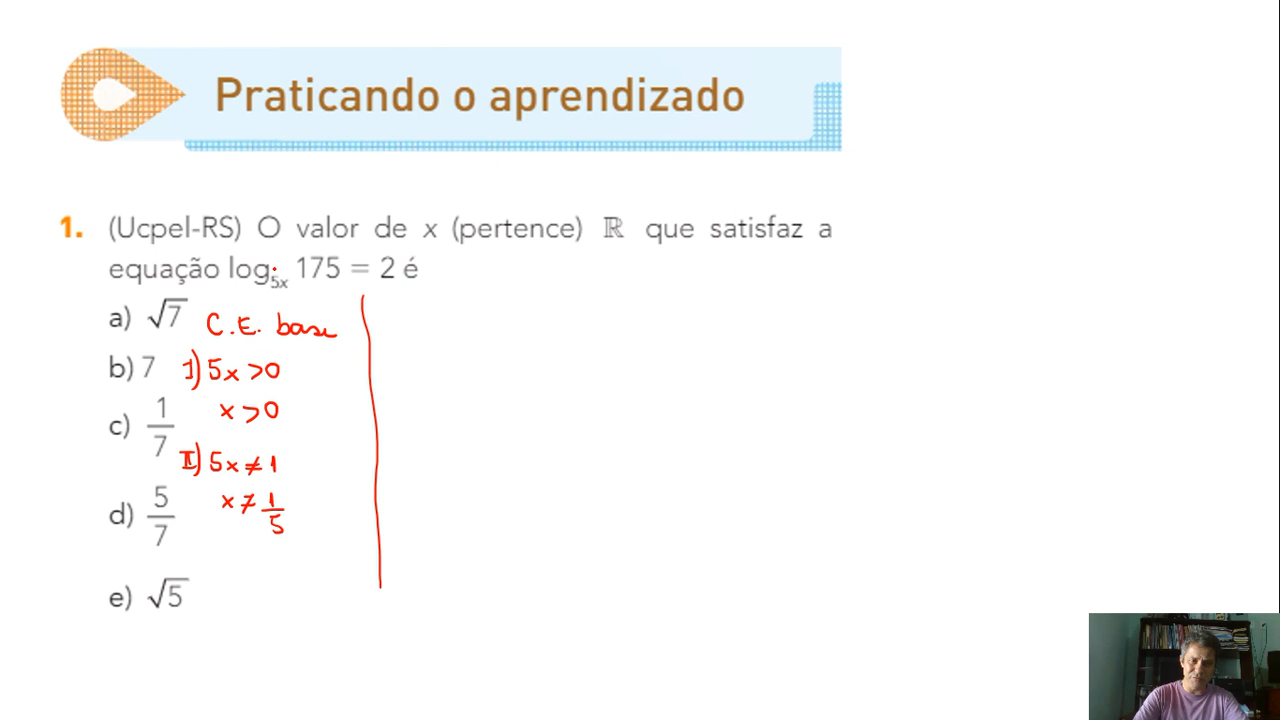 Praticando o aprendizado
1. (Ucpel-RS) O valor de x (pertence) ℝ que satisfaz a
equação log₅ₓ 175 = 2 é
a) √7
b) 7
c) 1/7
d) 5/7
e) √5
C.E. base
I) 5x >0
x >0
II) 5x ≠ 1
x ≠ 1/5